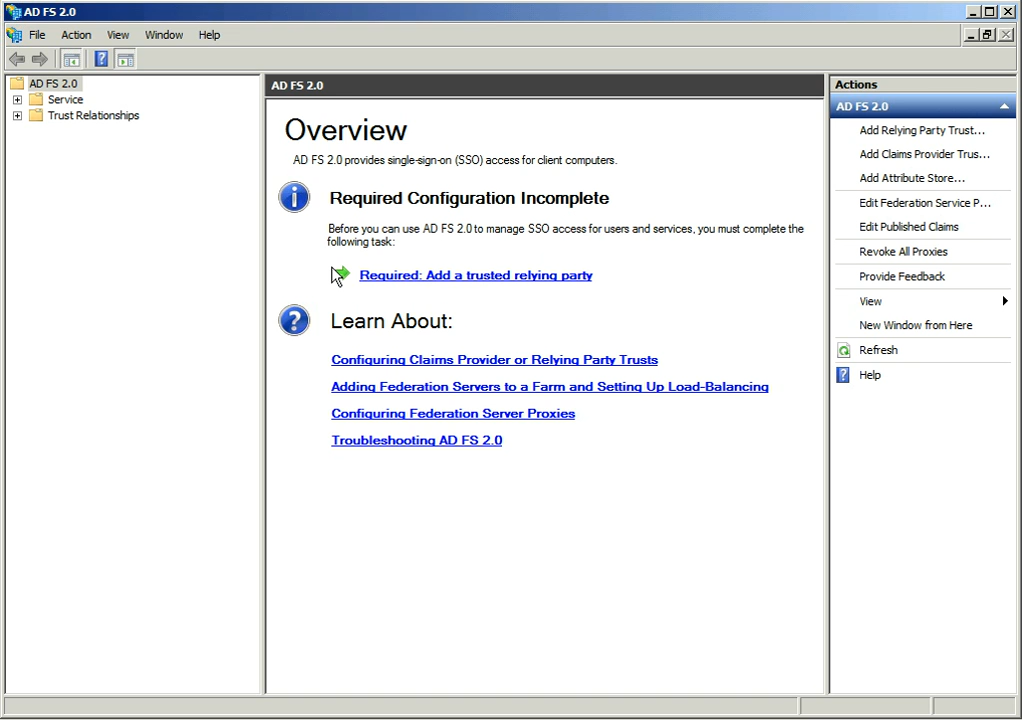 AD FS 2.0
File Action View Window Help
AD FS 2.0
Service
Trust Relationships
AD FS 2.0
Overview
AD FS 2.0 provides single-sign-on (SSO) access for client computers.
Required Configuration Incomplete
Before you can use AD FS 2.0 to manage SSO access for users and services, you must complete the
following task:
Required: Add a trusted relying party
Learn About:
Configuring Claims Provider or Relying Party Trusts
Adding Federation Servers to a Farm and Setting Up Load-Balancing
Configuring Federation Server Proxies
Troubleshooting AD FS 2.0
Actions
AD FS 2.0
Add Relying Party Trust...
Add Claims Provider Trus...
Add Attribute Store...
Edit Federation Service P...
Edit Published Claims
Revoke All Proxies
Provide Feedback
View
New Window from Here
Refresh
Help